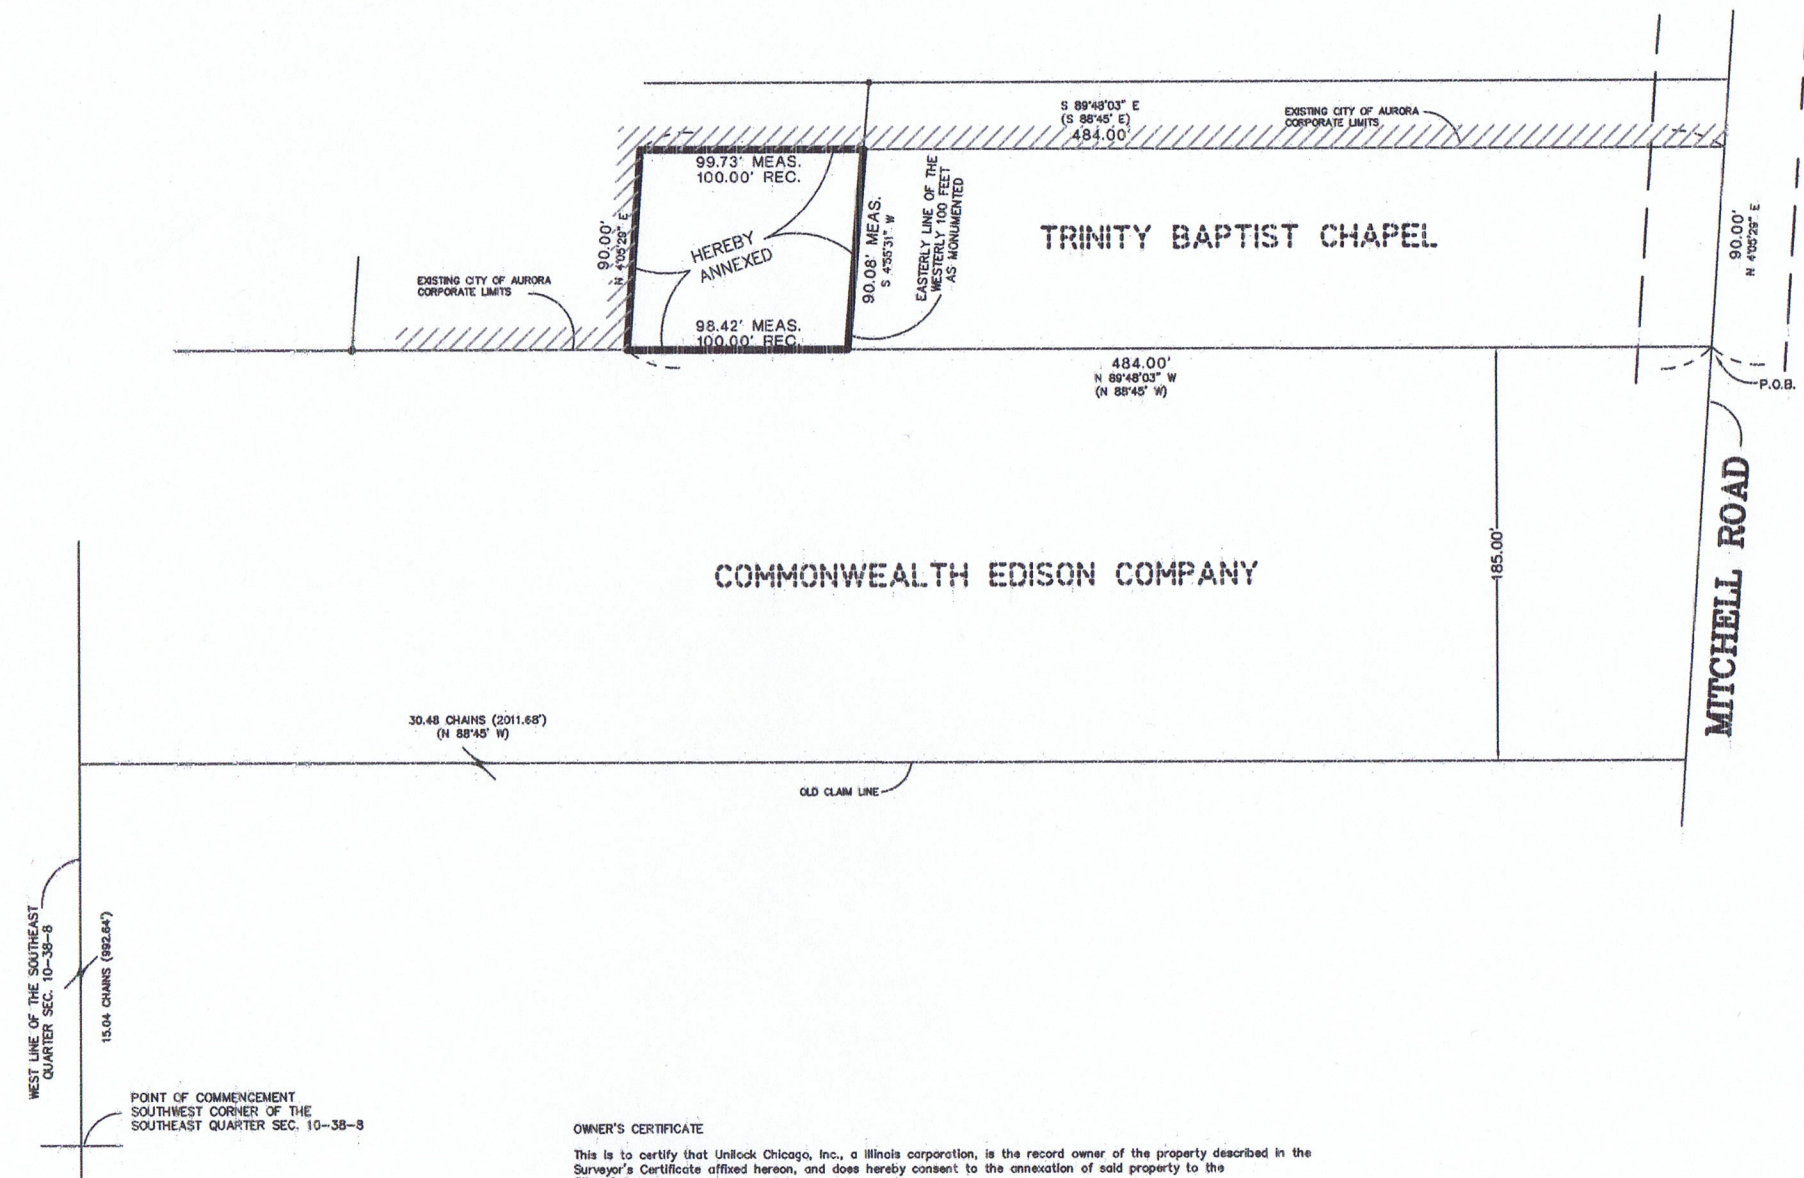 S 89°48'03" E
(S 88°45' E)
484.00'
EXISTING CITY OF AURORA
CORPORATE LIMITS
99.73' MEAS.
100.00' REC.
90.00'
N 4°05'29" E
HEREBY
ANNEXED
90.08' MEAS.
S 4°55'31" W
EASTERLY LINE OF THE
WESTERLY 100 FEET
AS MONUMENTED
TRINITY BAPTIST CHAPEL
90.00'
N 4°05'29" E
EXISTING CITY OF AURORA
CORPORATE LIMITS
98.42' MEAS.
100.00' REC.
484.00'
N 89°48'03" W
(N 88°45' W)
P.O.B.
COMMONWEALTH EDISON COMPANY
185.00'
MITCHELL ROAD
30.48 CHAINS (2011.68')
(N 88°45' W)
OLD CLAIM LINE
WEST LINE OF THE SOUTHEAST
QUARTER SEC. 10-38-8
15.04 CHAINS (992.64')
POINT OF COMMENCEMENT
SOUTHWEST CORNER OF THE
SOUTHEAST QUARTER SEC. 10-38-8
OWNER'S CERTIFICATE
This is to certify that Unilock Chicago, Inc., a Illinois corporation, is the record owner of the property described in the
Surveyor's Certificate affixed hereon, and does hereby consent to the annexation of said property to the